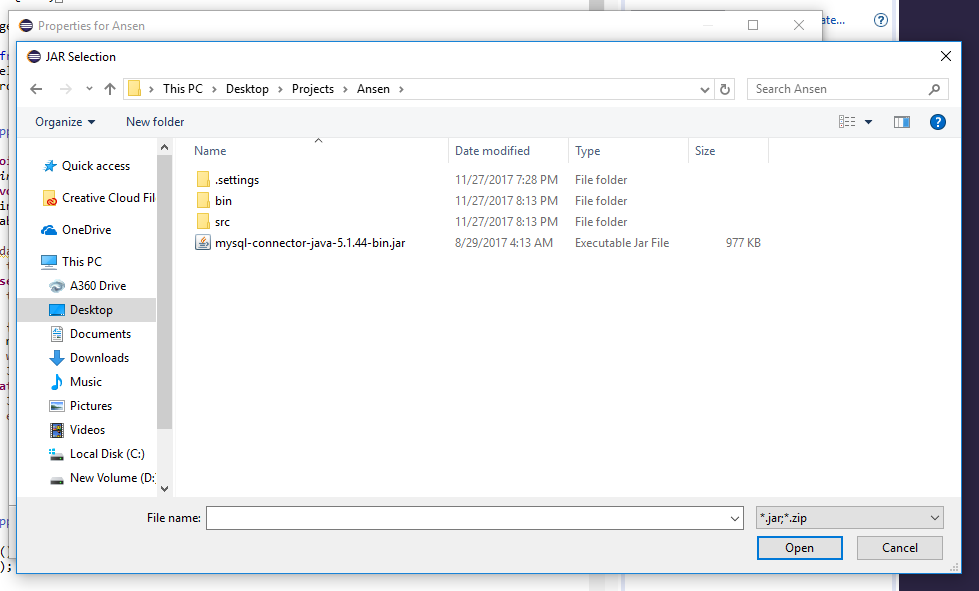 Properties for Ansen
ate...
JAR Selection
This PC
Desktop
Projects
Ansen
Search Ansen
Organize
New folder
Name
Date modified
Type
Size
Quick access
Creative Cloud Fil
OneDrive
This PC
A360 Drive
Desktop
Documents
Downloads
Music
Pictures
Videos
Local Disk (C:)
New Volume (D:
.settings 11/27/2017 7:28 PM File folder
bin 11/27/2017 8:13 PM File folder
src 11/27/2017 8:13 PM File folder
mysql-connector-java-5.1.44-bin.jar 8/29/2017 4:13 AM Executable Jar File 977 KB
File name:
*.jar;*.zip
Open
Cancel